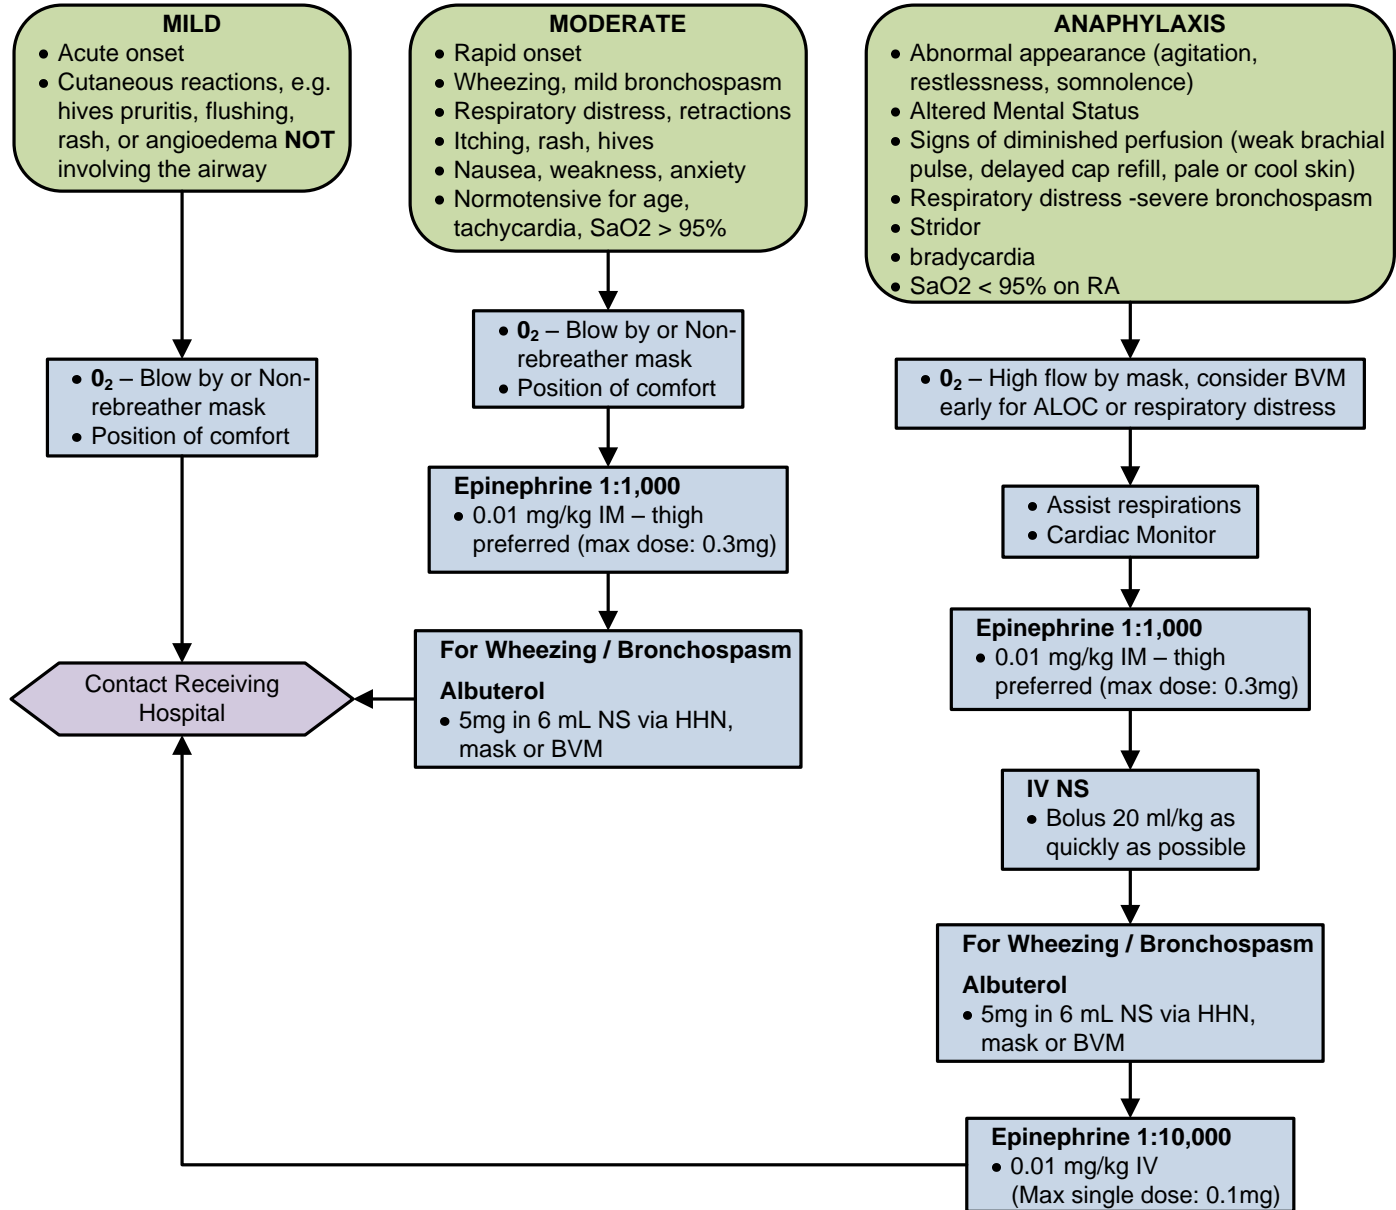 MILD
• Acute onset
• Cutaneous reactions, e.g.
hives pruritis, flushing,
rash, or angioedema NOT
involving the airway
MODERATE
• Rapid onset
• Wheezing, mild bronchospasm
• Respiratory distress, retractions
• Itching, rash, hives
• Nausea, weakness, anxiety
• Normotensive for age,
tachycardia, SaO2 > 95%
ANAPHYLAXIS
• Abnormal appearance (agitation,
restlessness, somnolence)
• Altered Mental Status
• Signs of diminished perfusion (weak brachial
pulse, delayed cap refill, pale or cool skin)
• Respiratory distress -severe bronchospasm
• Stridor
• bradycardia
• SaO2 < 95% on RA
• 0₂ – Blow by or Non-
rebreather mask
• Position of comfort
• 0₂ – Blow by or Non-
rebreather mask
• Position of comfort
• 0₂ – High flow by mask, consider BVM
early for ALOC or respiratory distress
Epinephrine 1:1,000
• 0.01 mg/kg IM – thigh
preferred (max dose: 0.3mg)
• Assist respirations
• Cardiac Monitor
For Wheezing / Bronchospasm
Albuterol
• 5mg in 6 mL NS via HHN,
mask or BVM
Contact Receiving
Hospital
Epinephrine 1:1,000
• 0.01 mg/kg IM – thigh
preferred (max dose: 0.3mg)
IV NS
• Bolus 20 ml/kg as
quickly as possible
For Wheezing / Bronchospasm
Albuterol
• 5mg in 6 mL NS via HHN,
mask or BVM
Epinephrine 1:10,000
• 0.01 mg/kg IV
(Max single dose: 0.1mg)